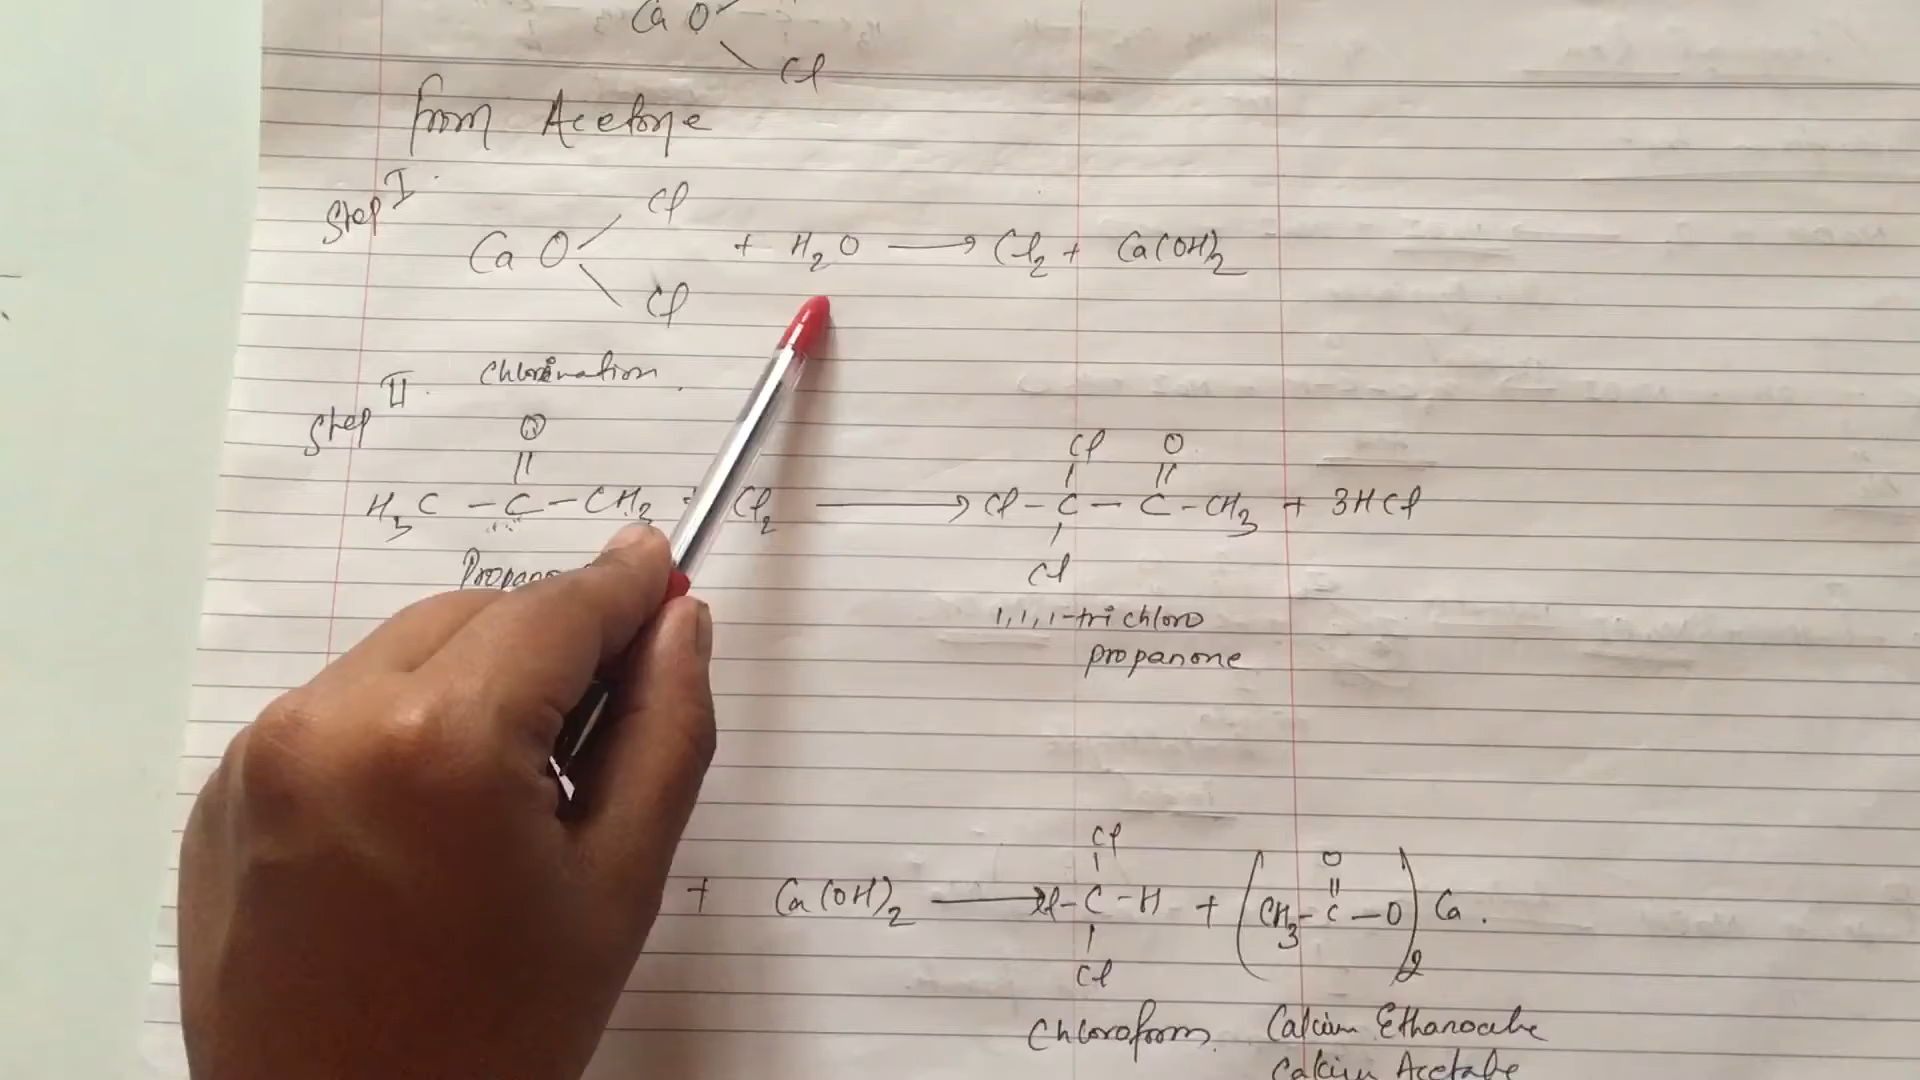 CaO
Cl
from Acetone
Step I.
Cl
CaO + H2O → Cl2 + Ca(OH)2
Cl
Step II. Chlorination.
O Cl O
H3C - C - CH2 + Cl2 → Cl - C - C - CH3 + 3HCl
Cl
1,1,1-trichloro
propanone
Cl O
+ Ca(OH)2 → Cl - C - H + (CH3 - C - O)2 Ca.
Cl
Chloroform. Calcium Ethanoate
Calcium Acetate